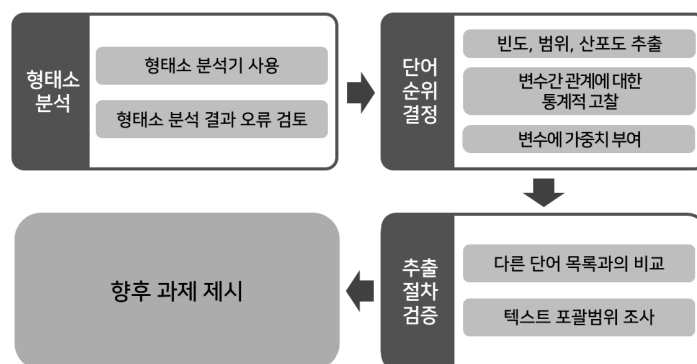 형태소
분석
형태소 분석기 사용
형태소 분석 결과 오류 검토
단어
순위
결정
빈도, 범위, 산포도 추출
변수간 관계에 대한
통계적 고찰
변수에 가중치 부여
추출
절차
검증
다른 단어 목록과의 비교
텍스트 포괄범위 조사
향후 과제 제시